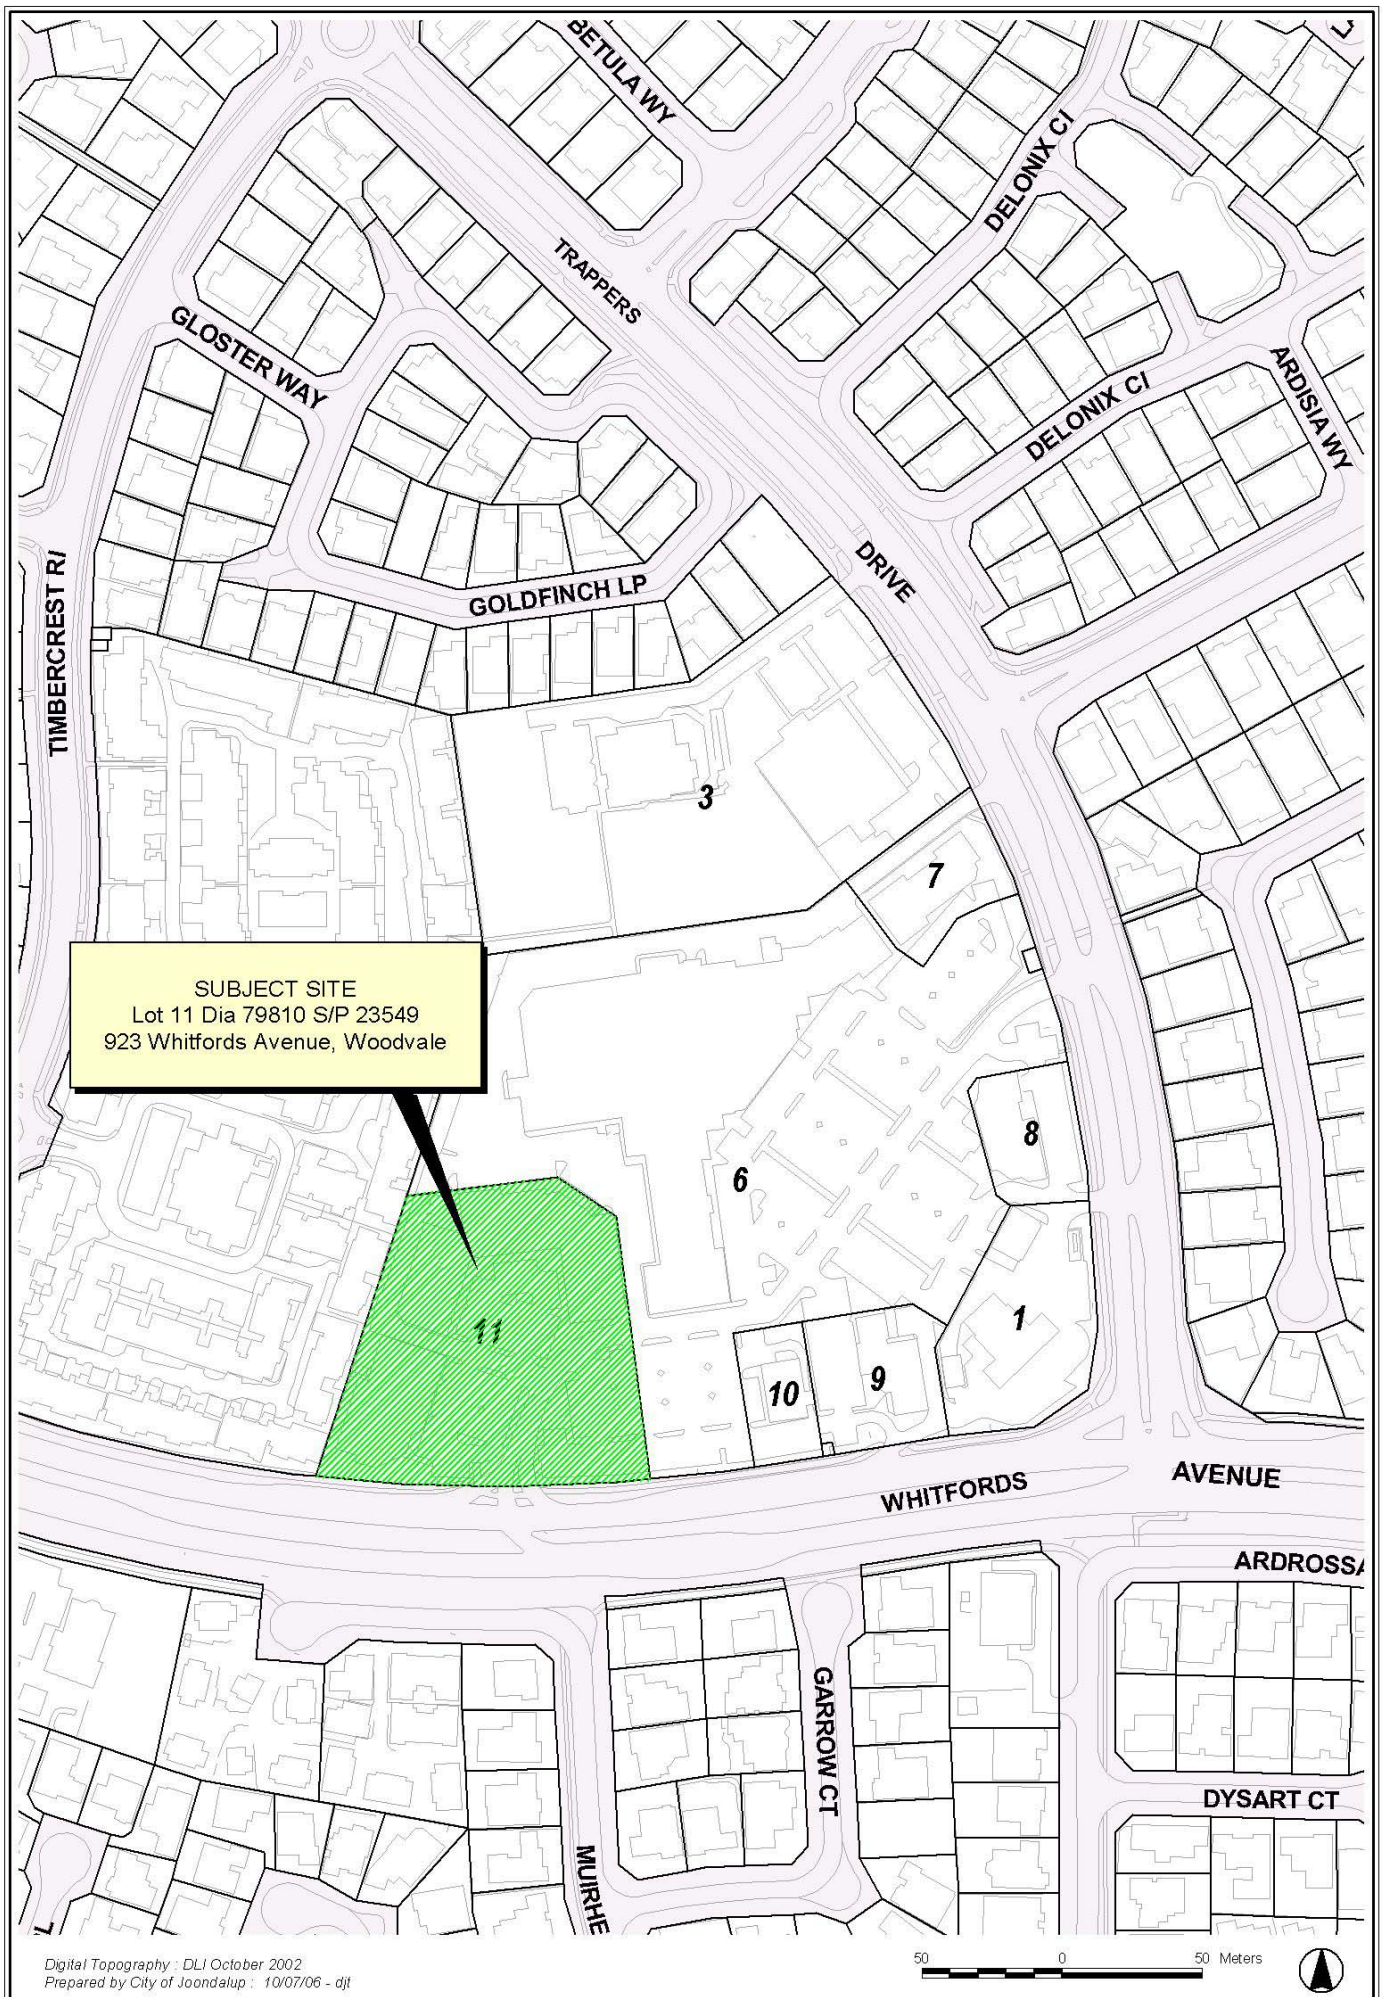 BETULA WY
DELONIX CI
TRAPPERS
GLOSTER WAY
DELONIX CI
ARDISIA WY
DRIVE
TIMBERCREST RI
GOLDFINCH LP
3
7
SUBJECT SITE
Lot 11 Dia 79810 S/P 23549
923 Whitfords Avenue, Woodvale
8
6
11
1
10
9
WHITFORDS
AVENUE
ARDROSSA
GARROW CT
DYSART CT
MUIRHE
L
Digital Topography : DLI October 2002
Prepared by City of Joondalup : 10/07/06 - djt
50 0 50 Meters